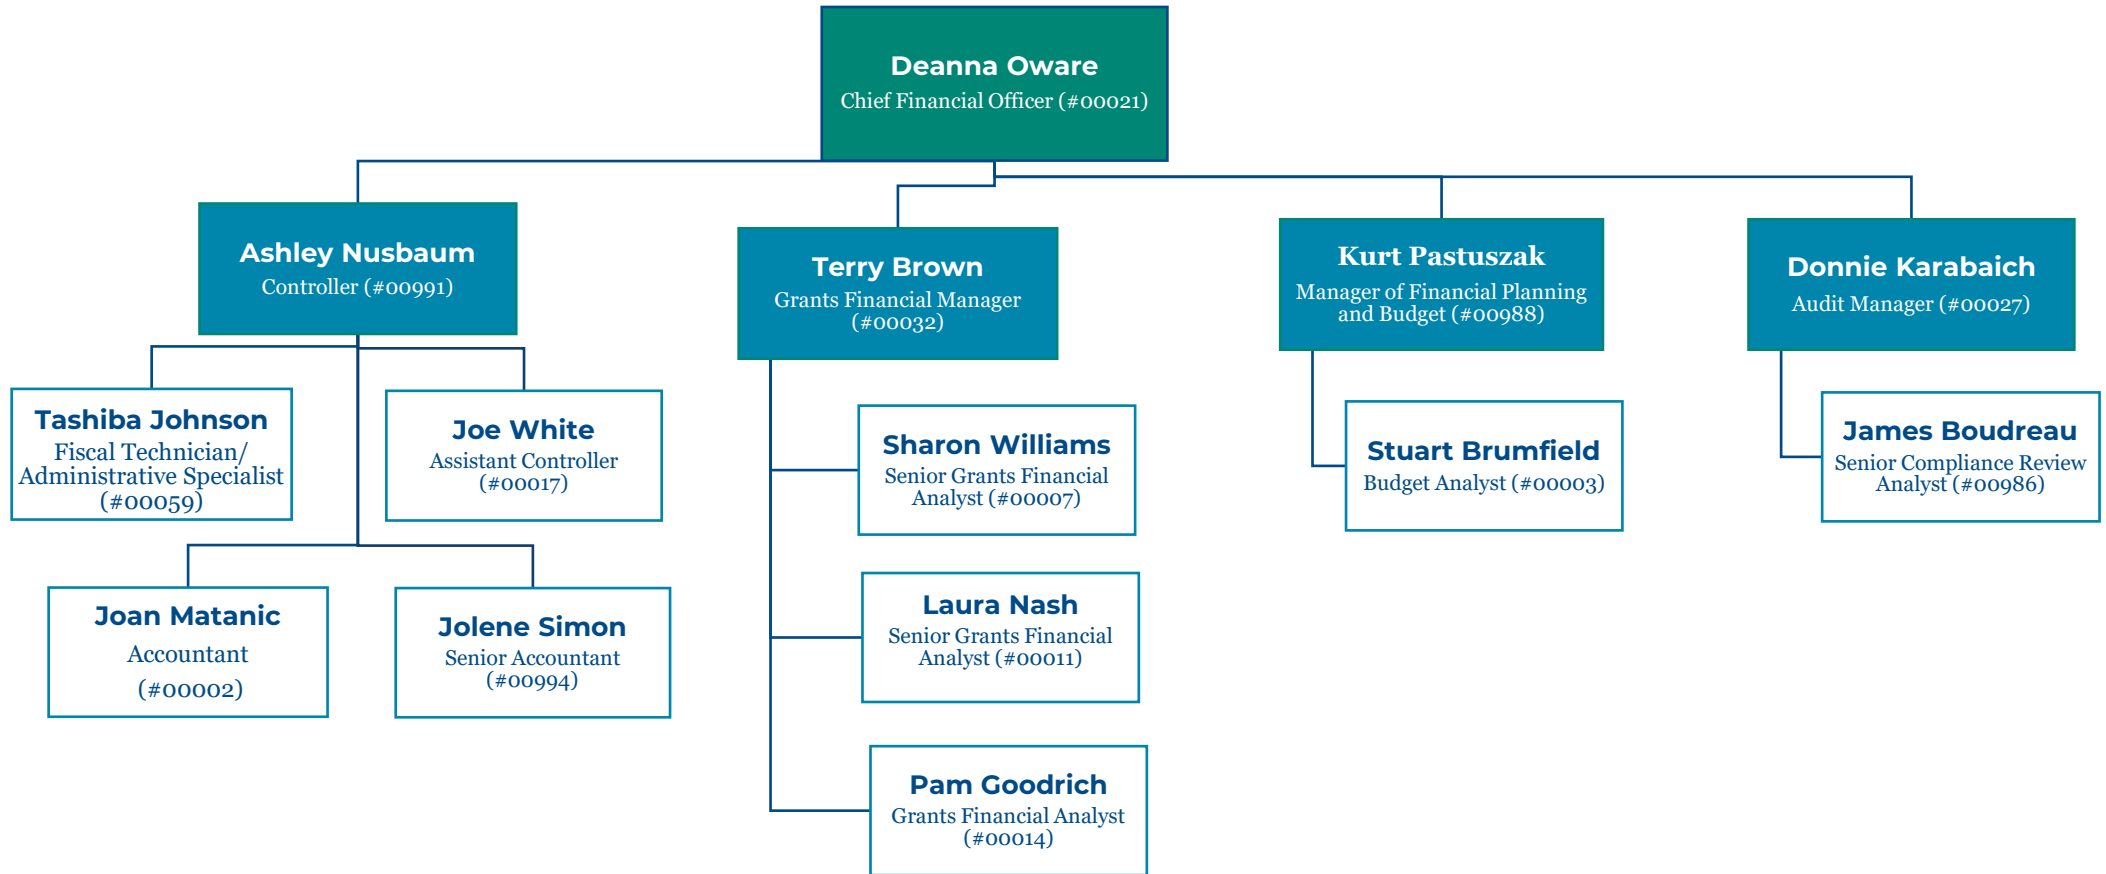 Deanna Oware
Chief Financial Officer (#00021)
Ashley Nusbaum
Controller (#00991)
Terry Brown
Grants Financial Manager
(#00032)
Kurt Pastuszak
Manager of Financial Planning
and Budget (#00988)
Donnie Karabaich
Audit Manager (#00027)
Tashiba Johnson
Fiscal Technician/
Administrative Specialist
(#00059)
Joe White
Assistant Controller
(#00017)
Joan Matanic
Accountant
(#00002)
Jolene Simon
Senior Accountant
(#00994)
Sharon Williams
Senior Grants Financial
Analyst (#00007)
Laura Nash
Senior Grants Financial
Analyst (#00011)
Pam Goodrich
Grants Financial Analyst
(#00014)
Stuart Brumfield
Budget Analyst (#00003)
James Boudreau
Senior Compliance Review
Analyst (#00986)